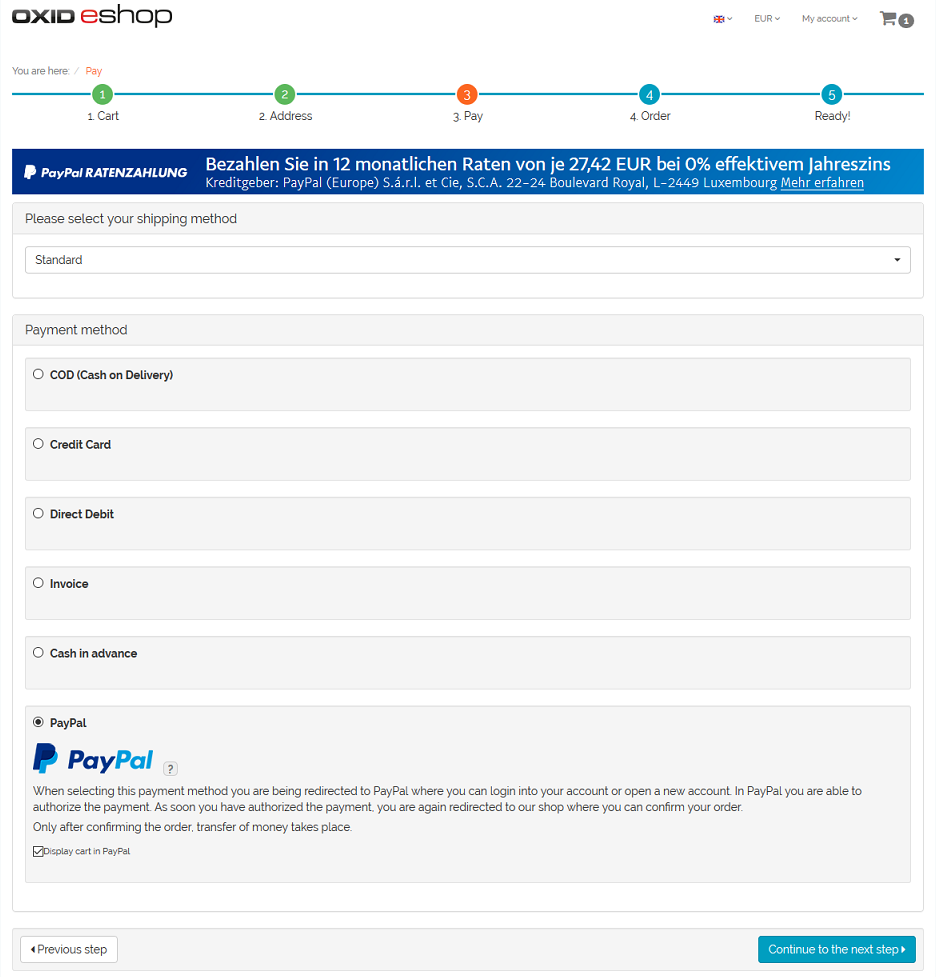 OXID eshop
EUR My account 1
You are here: / Pay
1 2 3 4 5
1. Cart 2. Address 3. Pay 4. Order Ready!
PayPal RATENZAHLUNG
Bezahlen Sie in 12 monatlichen Raten von je 27,42 EUR bei 0% effektivem Jahreszins
Kreditgeber: PayPal (Europe) S.á.r.l. et Cie, S.C.A. 22-24 Boulevard Royal, L-2449 Luxembourg Mehr erfahren
Please select your shipping method
Standard
Payment method
COD (Cash on Delivery)
Credit Card
Direct Debit
Invoice
Cash in advance
PayPal
PayPal ?
When selecting this payment method you are being redirected to PayPal where you can login into your account or open a new account. In PayPal you are able to
authorize the payment. As soon you have authorized the payment, you are again redirected to our shop where you can confirm your order.
Only after confirming the order, transfer of money takes place.
Display cart in PayPal
Previous step
Continue to the next step